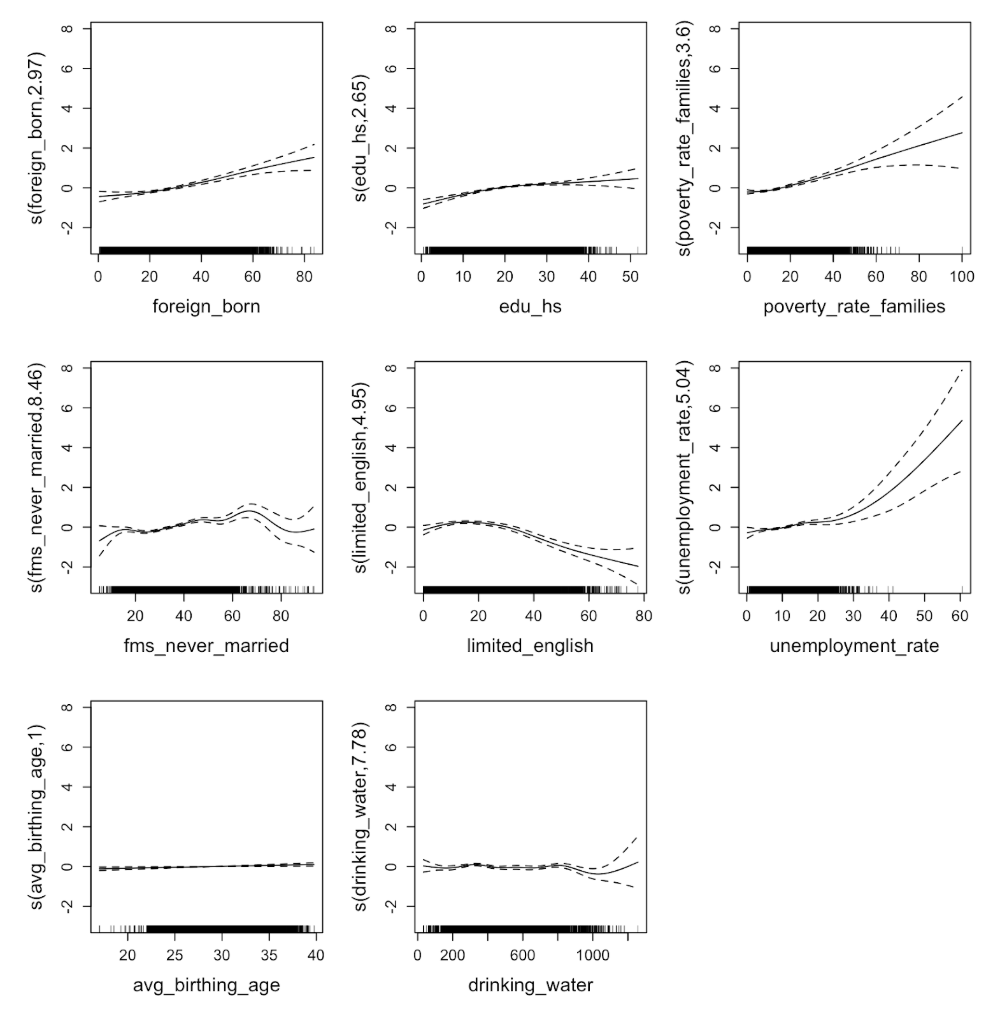 s(foreign_born,2.97)
8
6
4
2
0
-2
0 20 40 60 80
foreign_born
s(edu_hs,2.65)
8
6
4
2
0
-2
0 10 20 30 40 50
edu_hs
s(poverty_rate_families,3.6)
8
6
4
2
0
-2
0 20 40 60 80 100
poverty_rate_families
s(fms_never_married,8.46)
8
6
4
2
0
-2
20 40 60 80
fms_never_married
s(limited_english,4.95)
8
6
4
2
0
-2
0 20 40 60 80
limited_english
s(unemployment_rate,5.04)
8
6
4
2
0
-2
0 10 20 30 40 50 60
unemployment_rate
s(avg_birthing_age,1)
8
6
4
2
0
-2
20 25 30 35 40
avg_birthing_age
s(drinking_water,7.78)
8
6
4
2
0
-2
0 200 600 1000
drinking_water